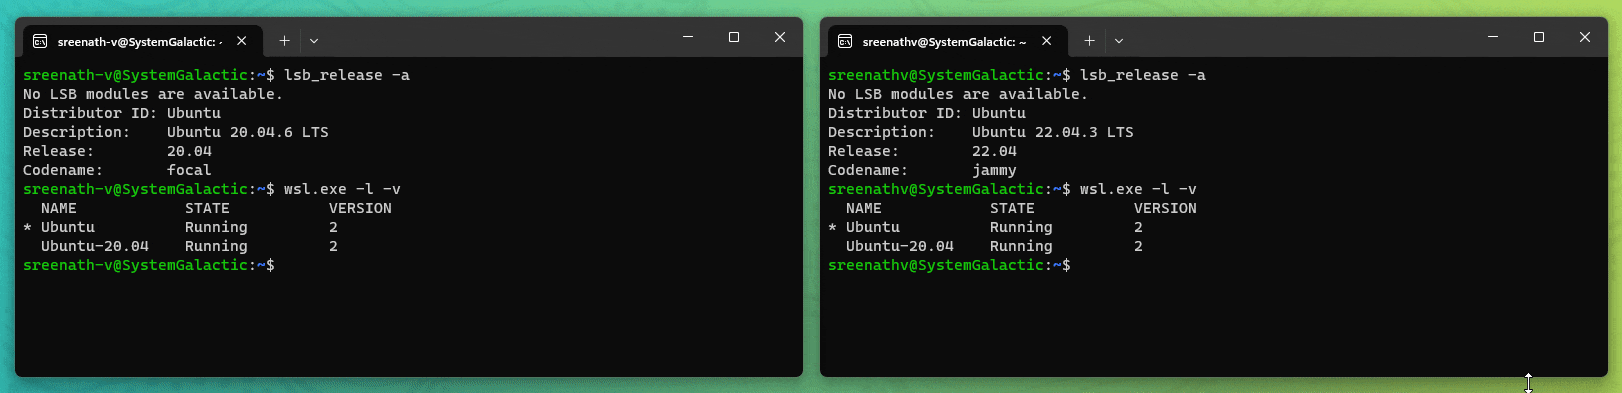 sreenath-v@SystemGalactic: -
sreenath-v@SystemGalactic:~$ lsb_release -a
No LSB modules are available.
Distributor ID: Ubuntu
Description:    Ubuntu 20.04.6 LTS
Release:        20.04
Codename:       focal
sreenath-v@SystemGalactic:~$ wsl.exe -l -v
  NAME            STATE           VERSION
* Ubuntu          Running         2
  Ubuntu-20.04    Running         2
sreenath-v@SystemGalactic:~$
sreenathv@SystemGalactic: ~
sreenathv@SystemGalactic:~$ lsb_release -a
No LSB modules are available.
Distributor ID: Ubuntu
Description:    Ubuntu 22.04.3 LTS
Release:        22.04
Codename:       jammy
sreenathv@SystemGalactic:~$ wsl.exe -l -v
  NAME            STATE           VERSION
* Ubuntu          Running         2
  Ubuntu-20.04    Running         2
sreenathv@SystemGalactic:~$